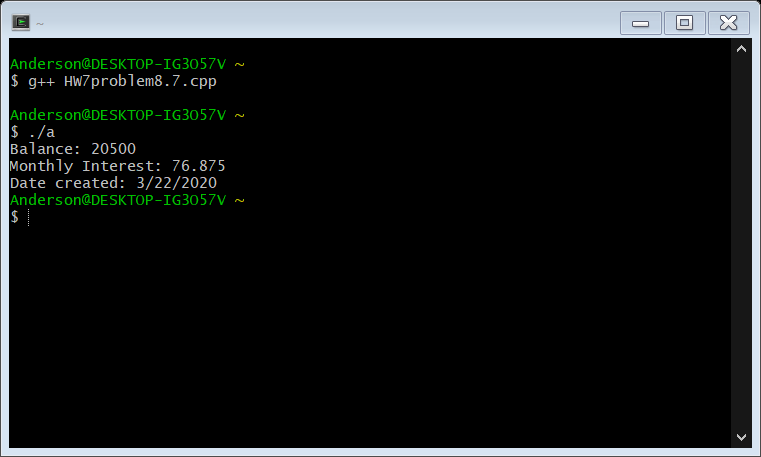 ~
Anderson@DESKTOP-IG3O57V ~
$ g++ HW7problem8.7.cpp
Anderson@DESKTOP-IG3O57V ~
$ ./a
Balance: 20500
Monthly Interest: 76.875
Date created: 3/22/2020
Anderson@DESKTOP-IG3O57V ~
$